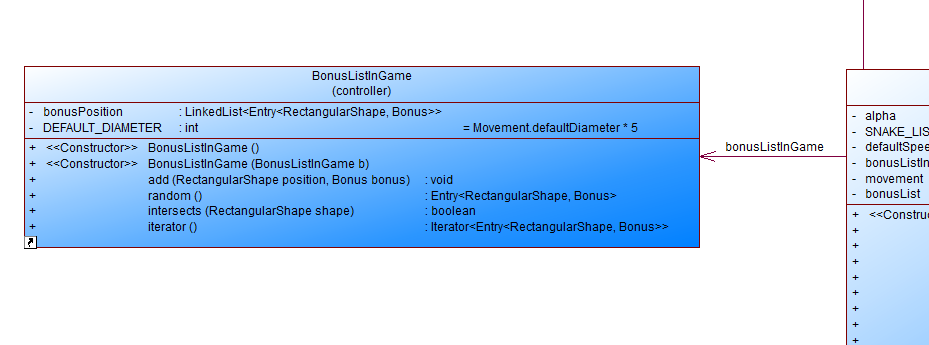 BonusListInGame
(controller)
- bonusPosition : LinkedList<Entry<RectangularShape, Bonus>>
- DEFAULT_DIAMETER : int = Movement.defaultDiameter * 5
+ <<Constructor>> BonusListInGame ()
+ <<Constructor>> BonusListInGame (BonusListInGame b)
+ add (RectangularShape position, Bonus bonus) : void
+ random () : Entry<RectangularShape, Bonus>
+ intersects (RectangularShape shape) : boolean
+ iterator () : Iterator<Entry<RectangularShape, Bonus>>
bonusListInGame
- alpha
- SNAKE_LIS
- defaultSpee
- bonusListIn
- movement
- bonusList
+ <<Constru
+
+
+
+
+
+
+
+